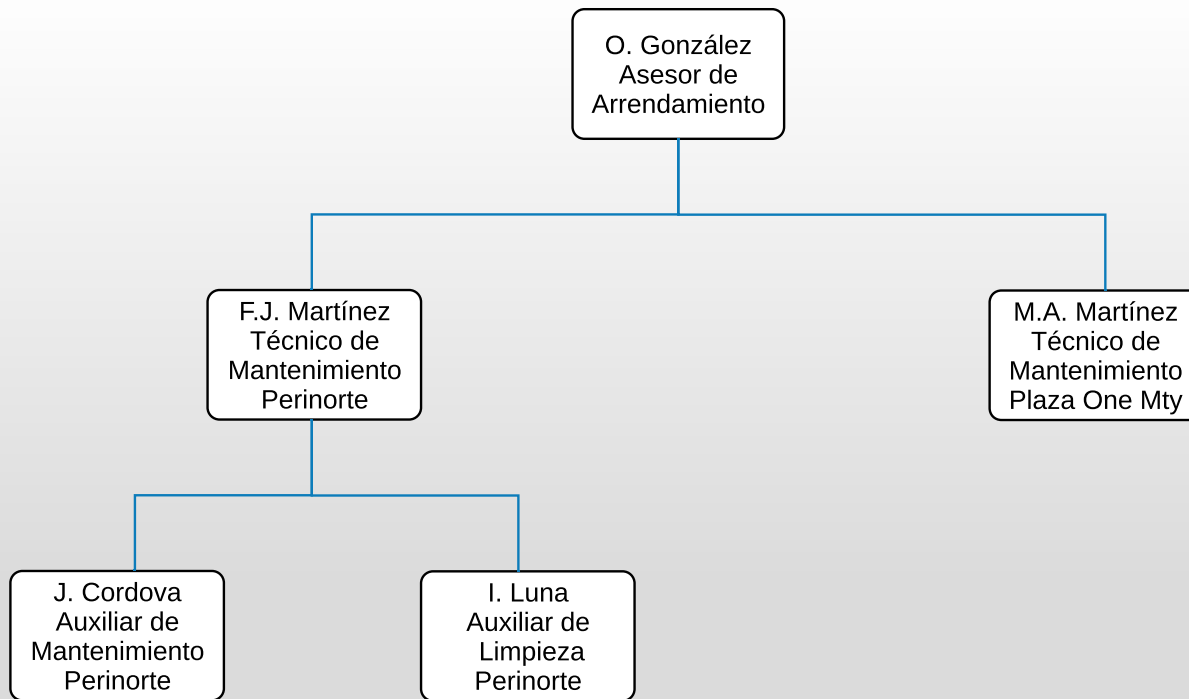 O. González
Asesor de
Arrendamiento
F.J. Martínez
Técnico de
Mantenimiento
Perinorte
M.A. Martínez
Técnico de
Mantenimiento
Plaza One Mty
J. Cordova
Auxiliar de
Mantenimiento
Perinorte
I. Luna
Auxiliar de
Limpieza
Perinorte